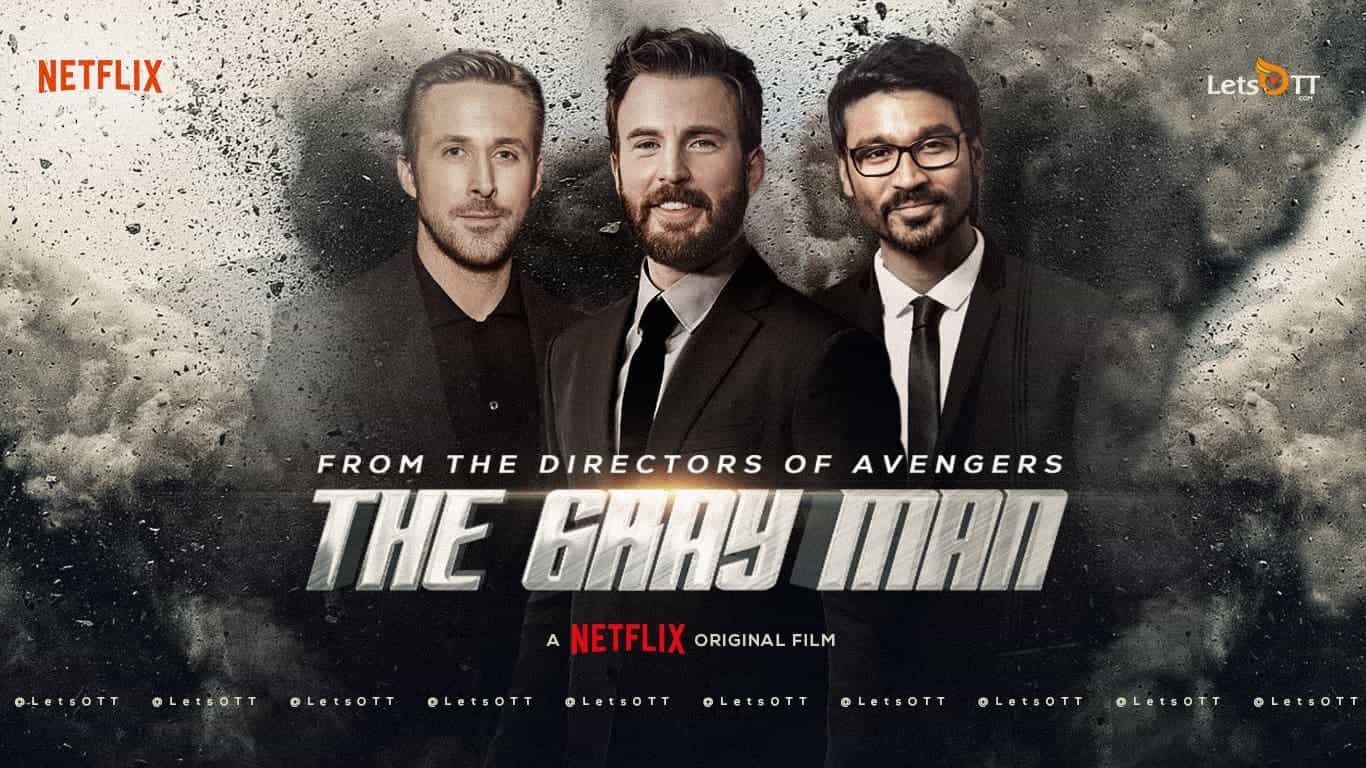 NETFLIX
LetsOTT
.COM
FROM THE DIRECTORS OF AVENGERS
THE GRAY MAN
A NETFLIX ORIGINAL FILM
@LetsOTT @LetsOTT @LetsOTT @LetsOTT @LetsOTT @LetsOTT @LetsOTT @LetsOTT @LetsOTT @LetsOTT